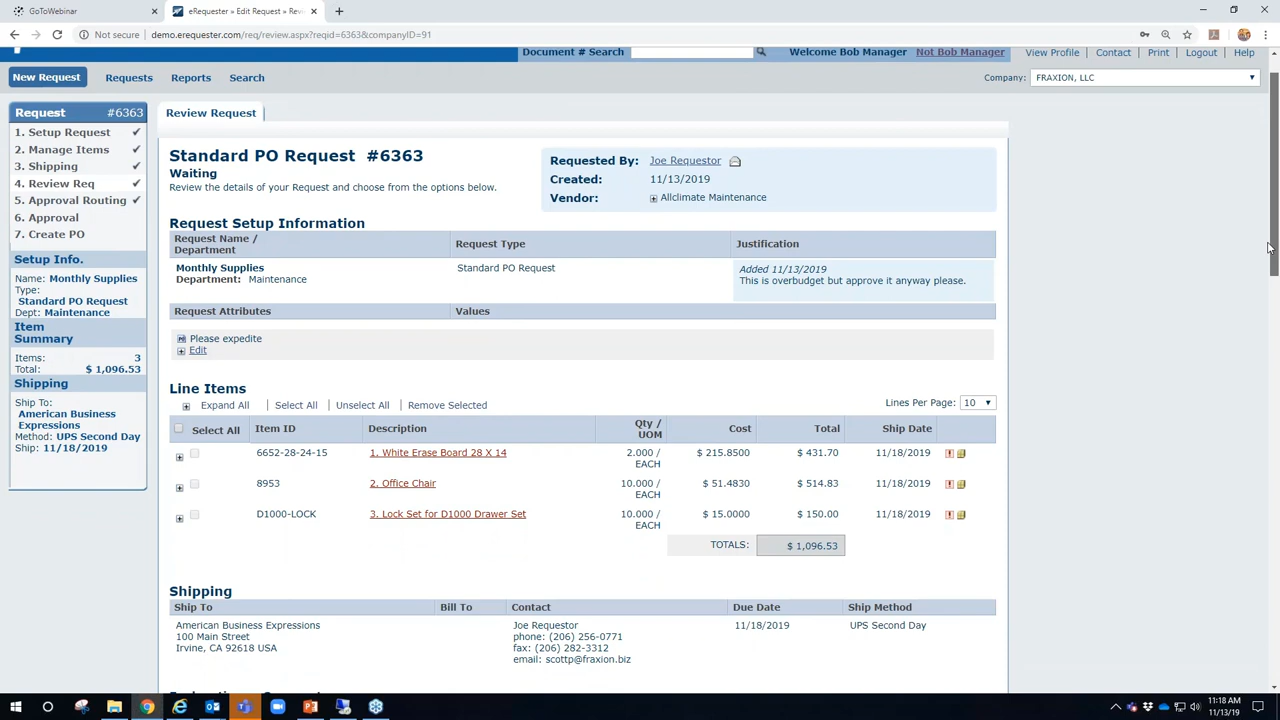 GoToWebinar
eRequester » Edit Request » Revi
Not secure
demo.erequester.com/req/review.aspx?reqid=6363&companyID=91
Document # Search
Welcome Bob Manager
Not Bob Manager
View Profile
Contact
Print
Logout
Help
New Request
Requests
Reports
Search
Company:
FRAXION, LLC
Request #6363
1. Setup Request
2. Manage Items
3. Shipping
4. Review Req
5. Approval Routing
6. Approval
7. Create PO
Setup Info.
Name: Monthly Supplies
Type:
Standard PO Request
Dept: Maintenance
Item
Summary
Items: 3
Total: $ 1,096.53
Shipping
Ship To:
American Business
Expressions
Method: UPS Second Day
Ship: 11/18/2019
Review Request
Standard PO Request #6363
Waiting
Review the details of your Request and choose from the options below.
Requested By: Joe Requestor
Created: 11/13/2019
Vendor: Allclimate Maintenance
Request Setup Information
Request Name /
Department
Request Type
Justification
Monthly Supplies
Department: Maintenance
Standard PO Request
Added 11/13/2019
This is overbudget but approve it anyway please.
Request Attributes
Values
Please expedite
Edit
Line Items
Expand All | Select All | Unselect All | Remove Selected
Lines Per Page: 10
Select All
Item ID
Description
Qty /
UOM
Cost
Total
Ship Date
6652-28-24-15
1. White Erase Board 28 X 14
2.000 /
EACH
$ 215.8500
$ 431.70
11/18/2019
8953
2. Office Chair
10.000 /
EACH
$ 51.4830
$ 514.83
11/18/2019
D1000-LOCK
3. Lock Set for D1000 Drawer Set
10.000 /
EACH
$ 15.0000
$ 150.00
11/18/2019
TOTALS:
$ 1,096.53
Shipping
Ship To
Bill To
Contact
Due Date
Ship Method
American Business Expressions
100 Main Street
Irvine, CA 92618 USA
Joe Requestor
phone: (206) 256-0771
fax: (206) 282-3312
email: scottp@fraxion.biz
11/18/2019
UPS Second Day
11:18 AM
11/13/19